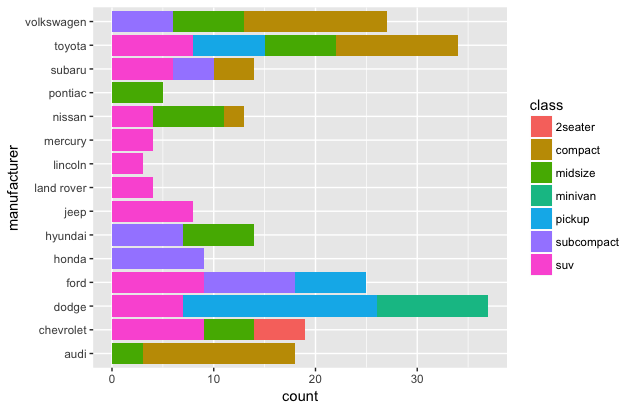 volkswagen
toyota
subaru
pontiac
nissan
mercury
lincoln
land rover
jeep
hyundai
honda
ford
dodge
chevrolet
audi
manufacturer
0
10
20
30
count
class
2seater
compact
midsize
minivan
pickup
subcompact
suv